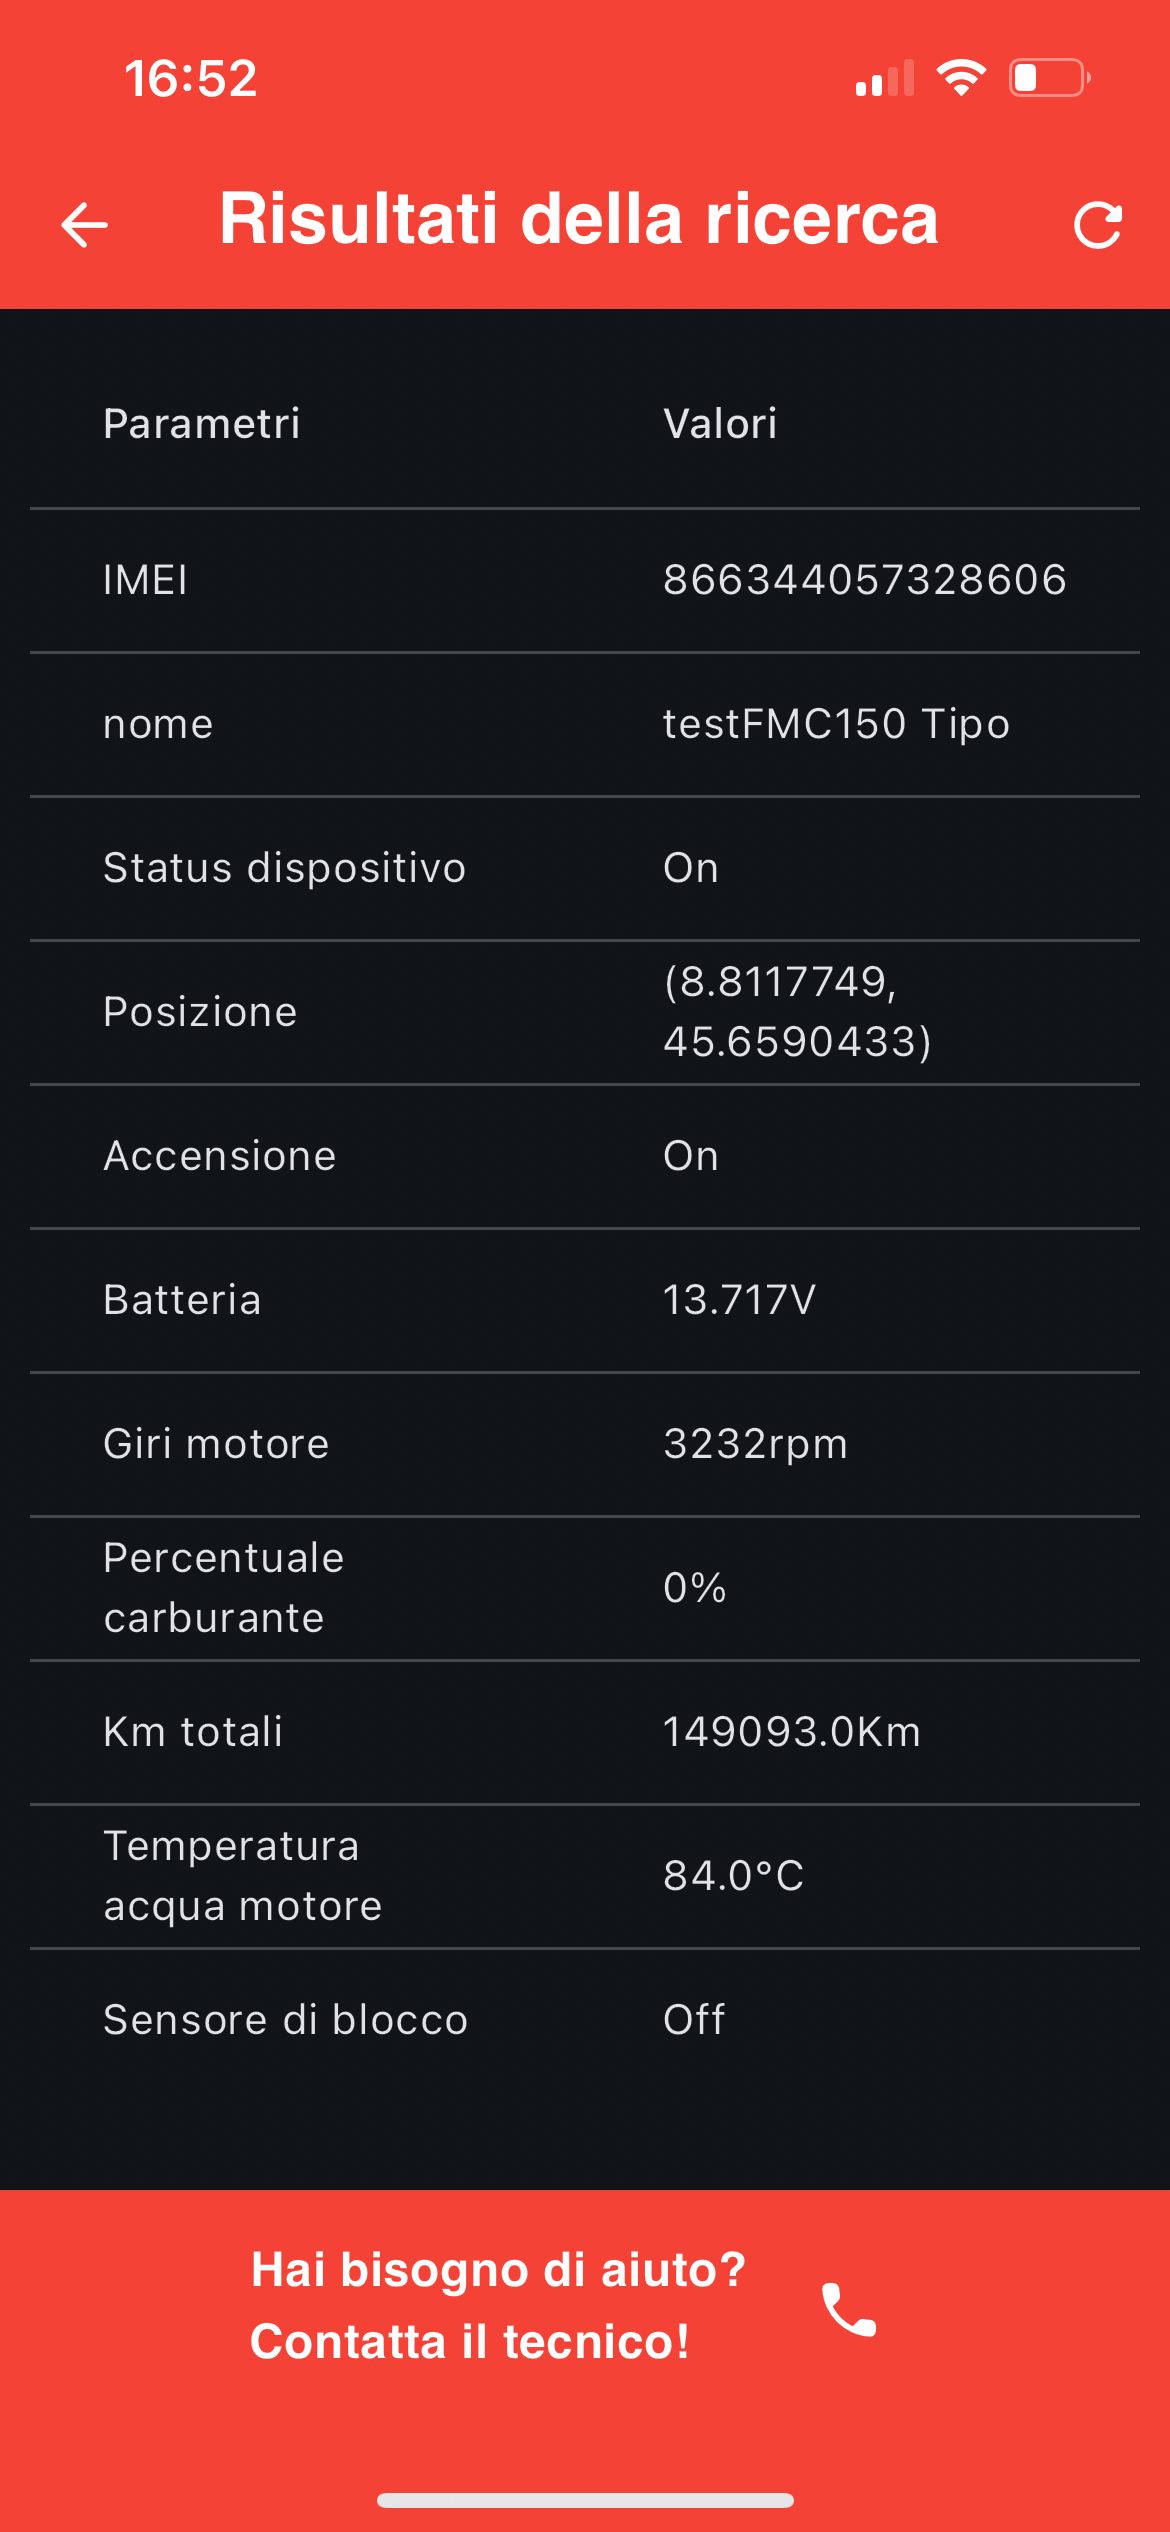 16:52
Risultati della ricerca
Parametri Valori
IMEI 866344057328606
nome testFMC150 Tipo
Status dispositivo On
Posizione (8.8117749,
45.6590433)
Accensione On
Batteria 13.717V
Giri motore 3232rpm
Percentuale
carburante 0%
Km totali 149093.0Km
Temperatura
acqua motore 84.0°C
Sensore di blocco Off
Hai bisogno di aiuto?
Contatta il tecnico!